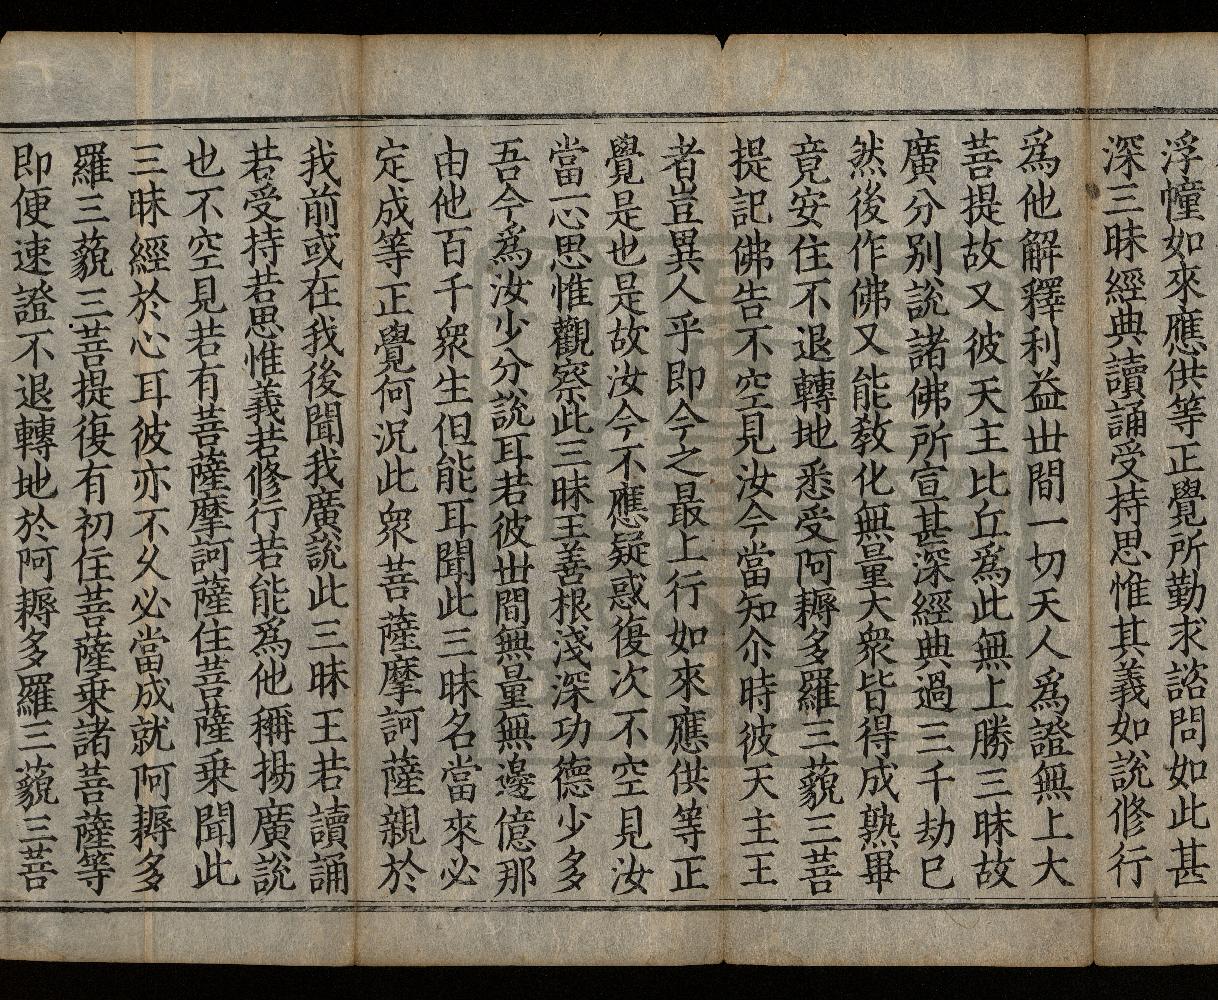 浮幢如來應供等正覺所勤求諮問如此甚
深三昧經典讀誦受持思惟其義如說修行
爲他解釋利益丗間一切天人爲證無上大
菩提故又彼天主比丘爲此無上勝三昧故
廣分别說諸佛所宣甚深經典過三千劫巳
然後作佛又能敎化無量大衆皆得成熟畢
竟安住不退轉地悉受阿耨多羅三藐三菩
提記佛告不空見汝今當知尒時彼天主王
者豈異人乎即今之最上行如來應供等正
覺是也是故汝今不應疑惑復次不空見汝
當一心思惟觀察此三昧王善根淺深功德少多
吾今爲汝少分說耳若彼丗間無量無邊億那
由他百千衆生但能耳聞此三昧名當來必
定成等正覺何況此衆菩薩摩訶薩親於
我前或在我後聞我廣說此三昧王若讀誦
若受持若思惟義若修行若能爲他稱揚廣說
也不空見若有菩薩摩訶薩住菩薩乗聞此
三昧經於心耳彼亦不久必當成就阿耨多
羅三藐三菩提復有初住菩薩乗諸菩薩等
即便速證不退轉地於阿耨多羅三藐三菩